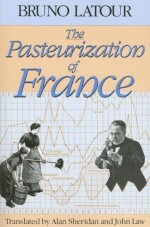 BRUNO LATOUR
The
Pasteurization
of
France
Translated by Alan Sheridan and John Law